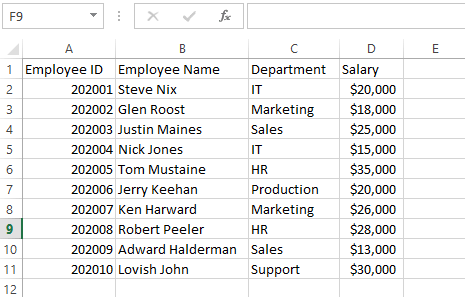 F9 fx
A B C D E
1 Employee ID Employee Name Department Salary
2 202001 Steve Nix IT $20,000
3 202002 Glen Roost Marketing $18,000
4 202003 Justin Maines Sales $25,000
5 202004 Nick Jones IT $15,000
6 202005 Tom Mustaine HR $35,000
7 202006 Jerry Keehan Production $20,000
8 202007 Ken Harward Marketing $26,000
9 202008 Robert Peeler HR $28,000
10 202009 Adward Halderman Sales $13,000
11 202010 Lovish John Support $30,000
12